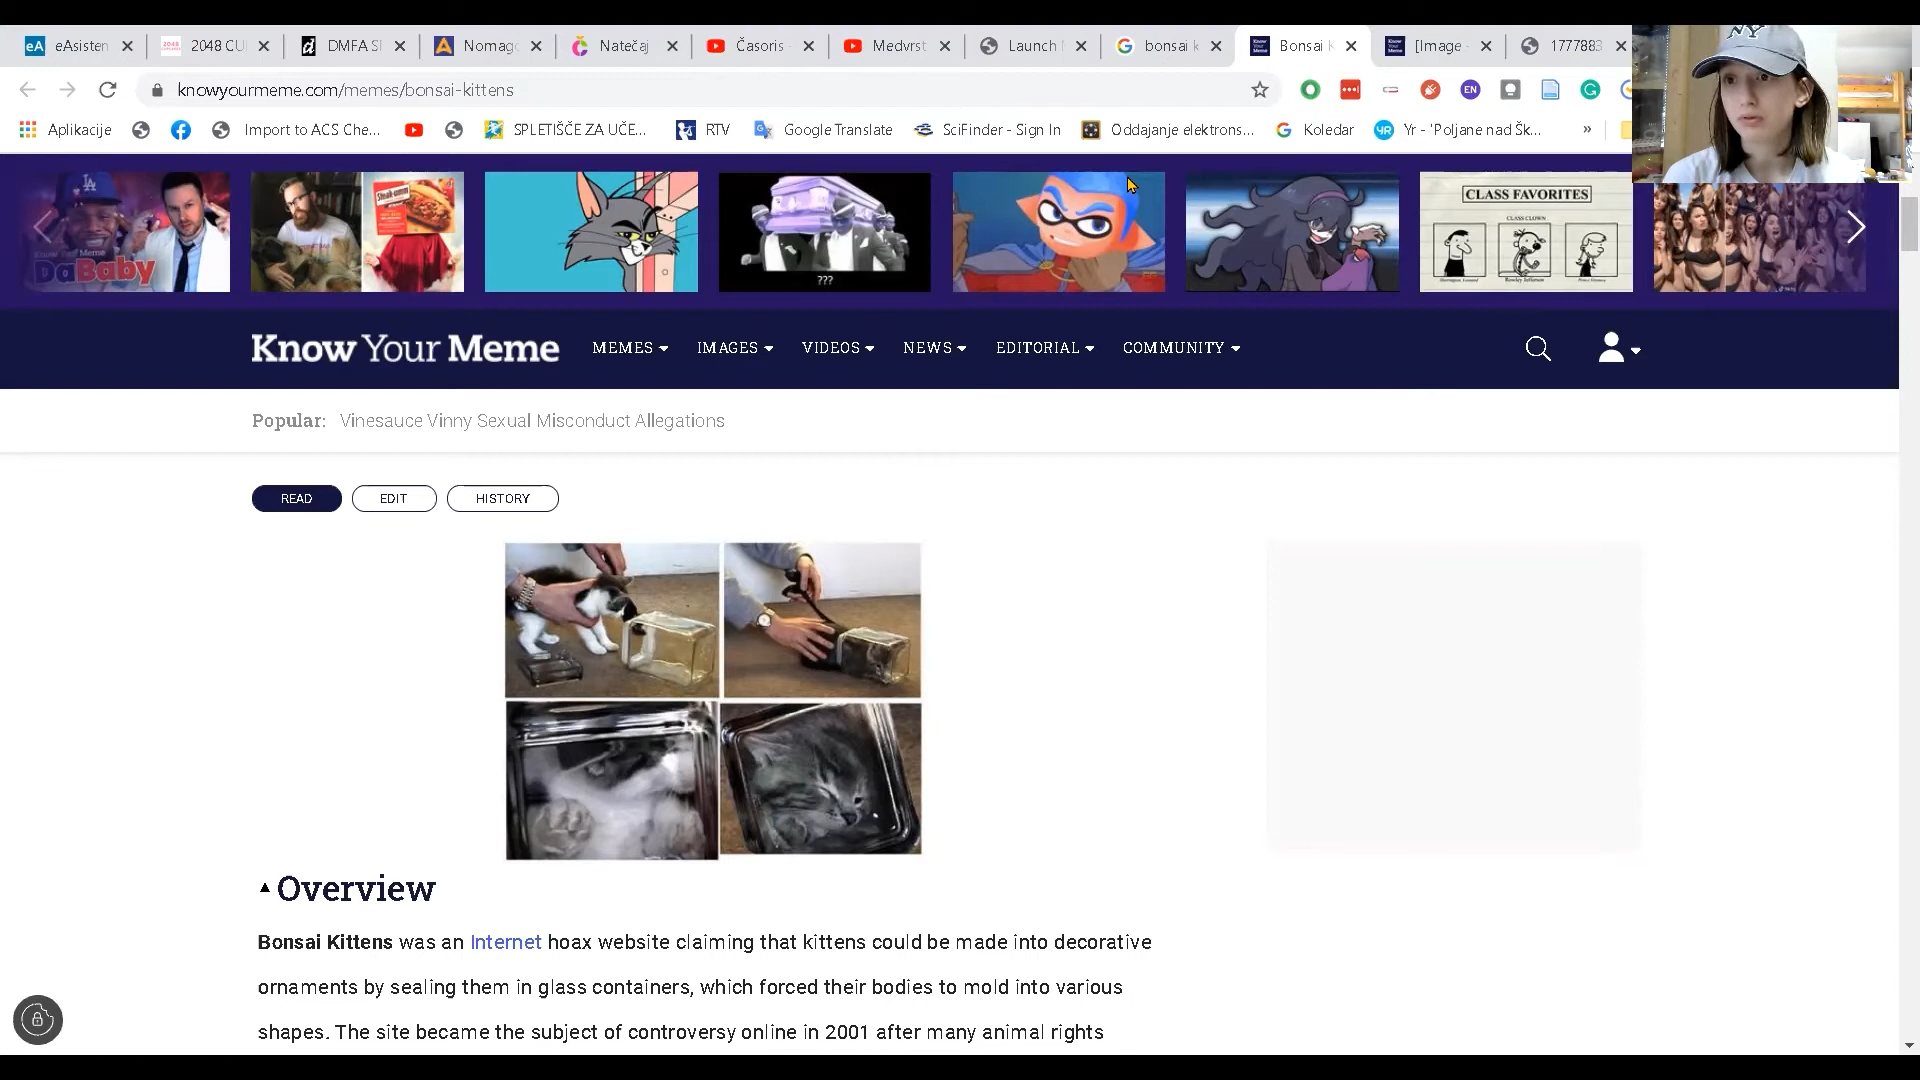 eAsisten
2048 CU
DMFA S
Nomago
Natečaj
Časoris
Medvrst
Launch
bonsai k
Bonsai K
[Image
1777883
knowyourmeme.com/memes/bonsai-kittens
EN
Aplikacije
Import to ACS Che...
SPLETIŠČE ZA UČE...
RTV
Google Translate
SciFinder - Sign In
Oddajanje elektrons...
Koledar
Yr - 'Poljane nad Šk...
»
DaBaby
???
CLASS FAVORITES
CLASS CLOWN
Know Your Meme
MEMES
IMAGES
VIDEOS
NEWS
EDITORIAL
COMMUNITY
Popular: Vinesauce Vinny Sexual Misconduct Allegations
READ
EDIT
HISTORY
Overview
Bonsai Kittens was an Internet hoax website claiming that kittens could be made into decorative
ornaments by sealing them in glass containers, which forced their bodies to mold into various
shapes. The site became the subject of controversy online in 2001 after many animal rights